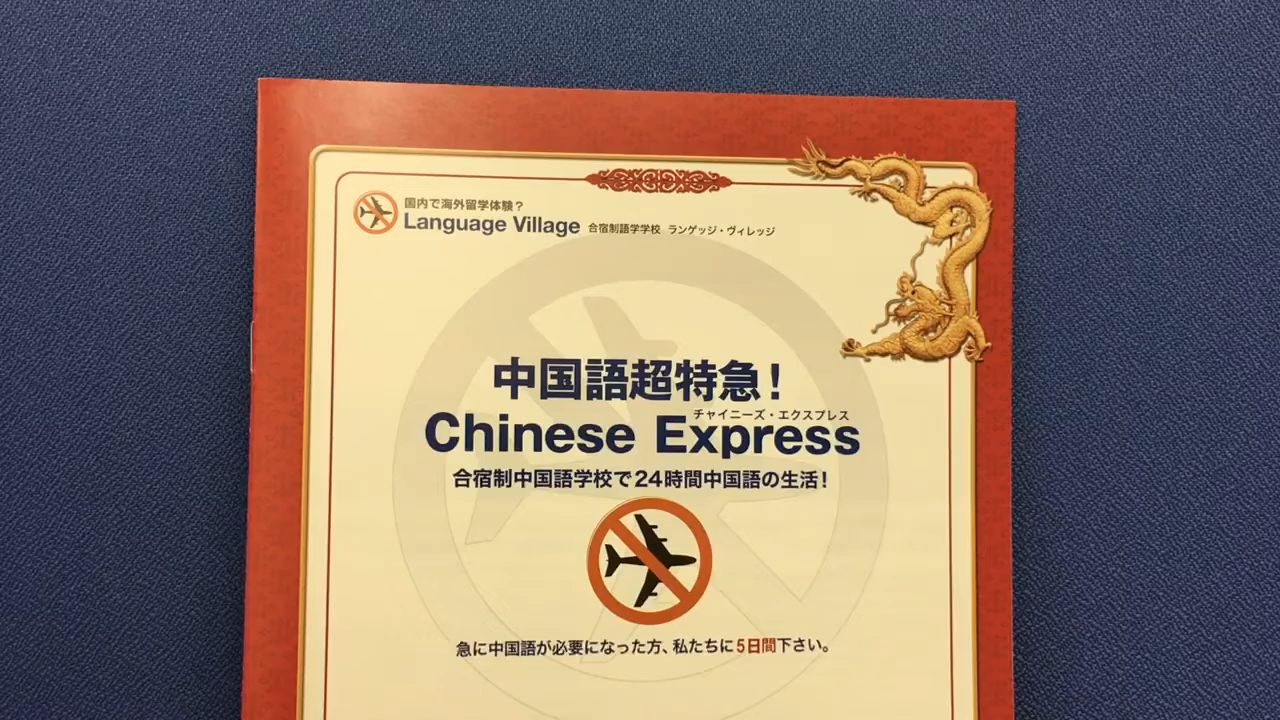 国内で海外留学体験？
Language Village 合宿制語学学校 ランゲッジ・ヴィレッジ
中国語超特急！
チャイニーズ・エクスプレス
Chinese Express
合宿制中国語学校で24時間中国語の生活！
急に中国語が必要になった方、私たちに5日間下さい。